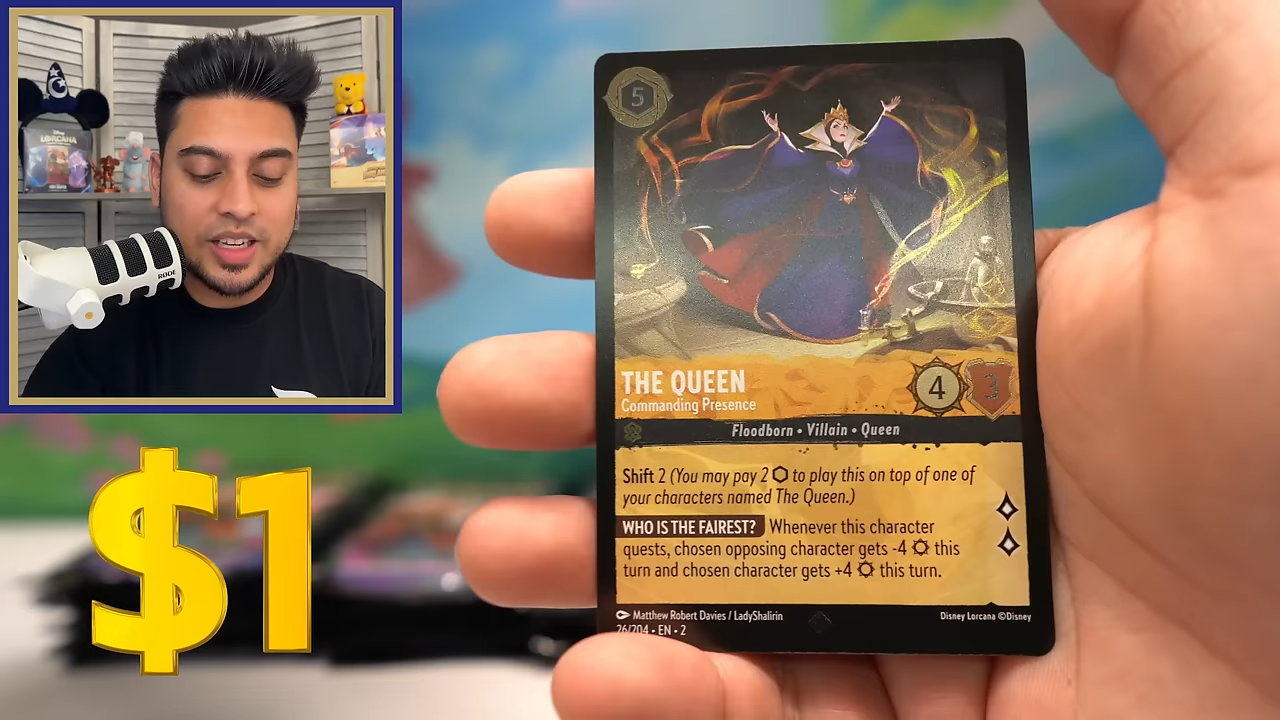 LORCANA
RODE
$1
5
THE QUEEN
Commanding Presence
4
3
Floodborn • Villain • Queen
Shift 2 (You may pay 2 ⬡ to play this on top of one of
your characters named The Queen.)
WHO IS THE FAIREST? Whenever this character
quests, chosen opposing character gets -4 this
turn and chosen character gets +4 this turn.
Matthew Robert Davies / LadyShalirin
26/204 • EN • 2
Disney Lorcana ©Disney